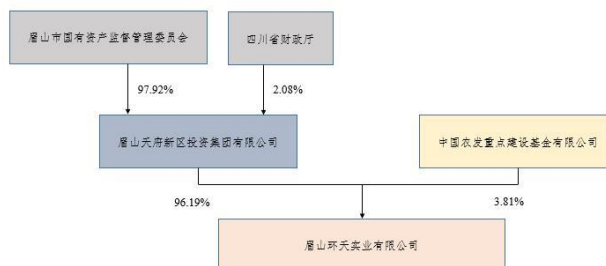 眉山市国有资产监督管理委员会
四川省财政厅
97.92%
2.08%
眉山天府新区投资集团有限公司
中国农发重点建设基金有限公司
96.19%
3.81%
眉山环天实业有限公司